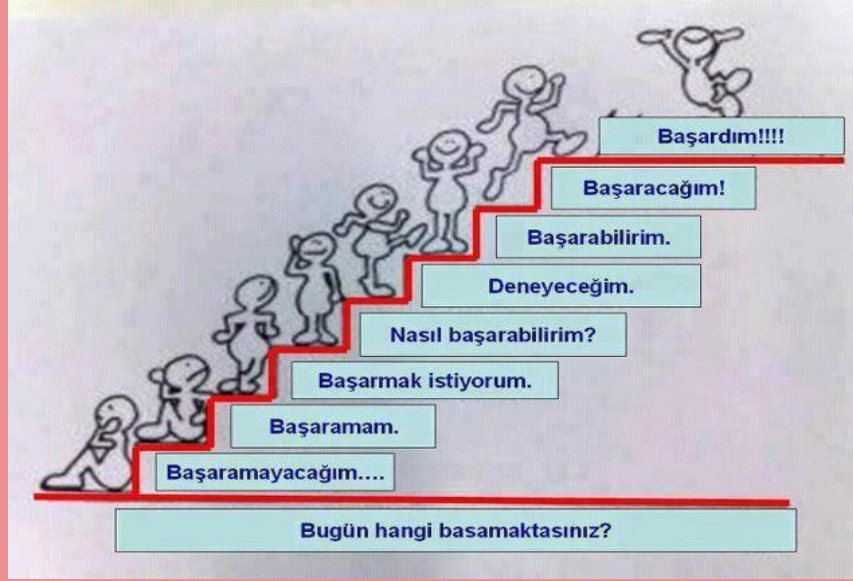 Başardım!!!!
Başaracağım!
Başarabilirim.
Deneyeceğim.
Nasıl başarabilirim?
Başarmak istiyorum.
Başaramam.
Başaramayacağım....
Bugün hangi basamaktasınız?